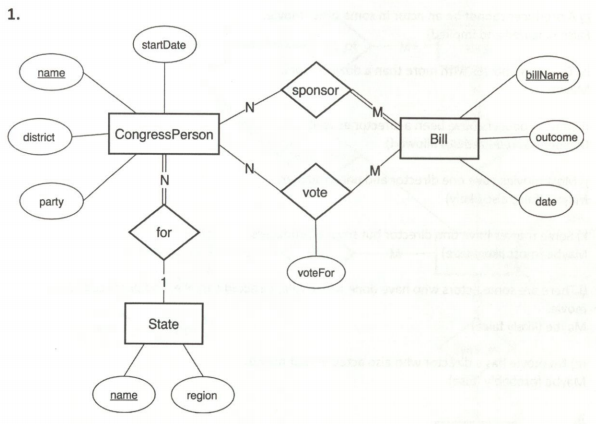 1.
startDate
name
district
party
CongressPerson
N
sponsor
M
N
vote
M
voteFor
Bill
billName
outcome
date
N
for
1
State
name
region